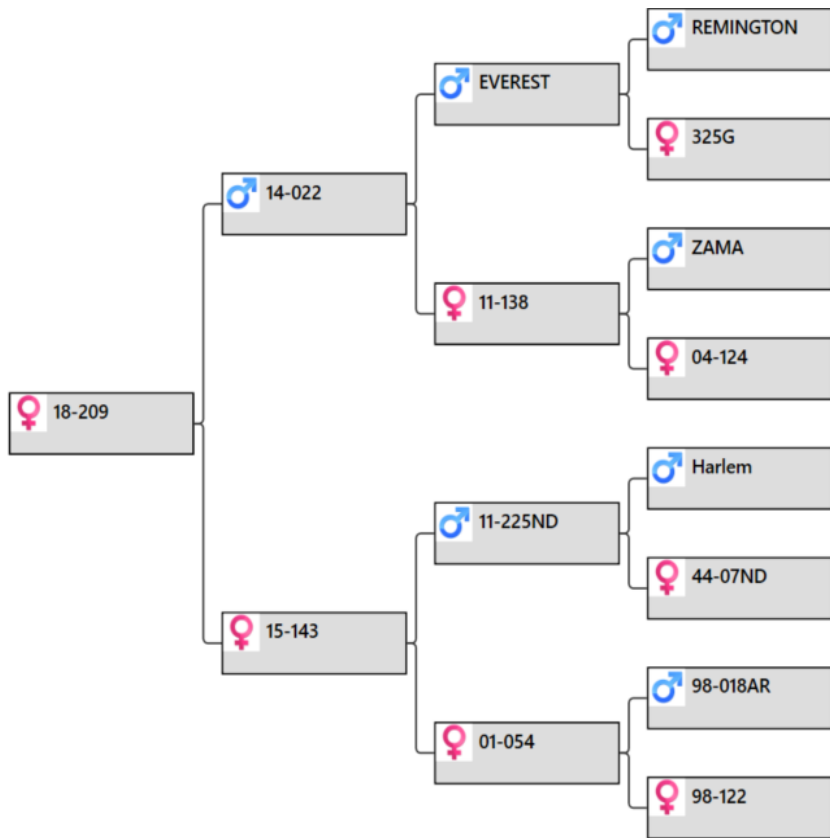 REMINGTON
EVEREST
325G
14-022
ZAMA
11-138
04-124
18-209
Harlem
11-225ND
44-07ND
15-143
98-018AR
01-054
98-122